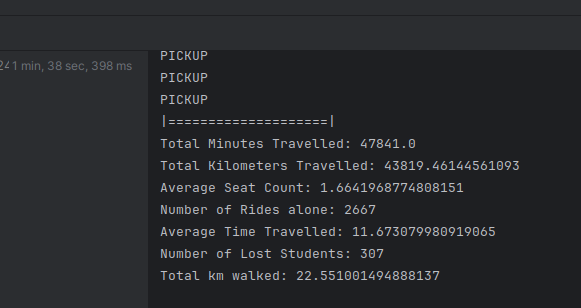 24 1 min, 38 sec, 398 ms
PICKUP
PICKUP
PICKUP
|====================|
Total Minutes Travelled: 47841.0
Total Kilometers Travelled: 43819.46144561093
Average Seat Count: 1.6641968774808151
Number of Rides alone: 2667
Average Time Travelled: 11.673079980919065
Number of Lost Students: 307
Total km walked: 22.551001494888137